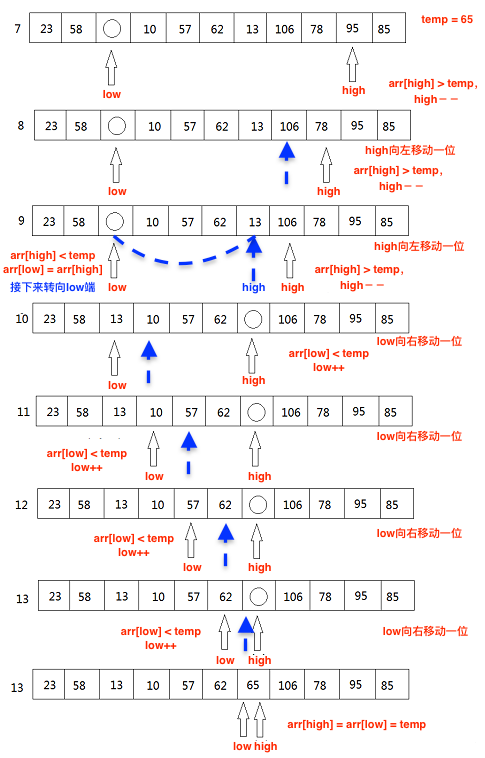 temp = 65
7 23 58 10 57 62 13 106 78 95 85
low
high
arr[high] > temp，
high－－
8 23 58 10 57 62 13 106 78 95 85
high向左移动一位
arr[high] > temp，
high－－
low
high
9 23 58 10 57 62 13 106 78 95 85
high向左移动一位
arr[high] < temp
arr[low] = arr[high]
接下来转向low端
low
high
high
arr[high] > temp，
high－－
10 23 58 13 10 57 62 106 78 95 85
low向右移动一位
arr[low] < temp
low++
low
high
11 23 58 13 10 57 62 106 78 95 85
low向右移动一位
arr[low] < temp
low++
low
high
12 23 58 13 10 57 62 106 78 95 85
low向右移动一位
arr[low] < temp
low++
low
high
13 23 58 13 10 57 62 106 78 95 85
low向右移动一位
arr[low] < temp
low++
low
high
13 23 58 13 10 57 62 65 106 78 95 85
arr[high] = arr[low] = temp
low high